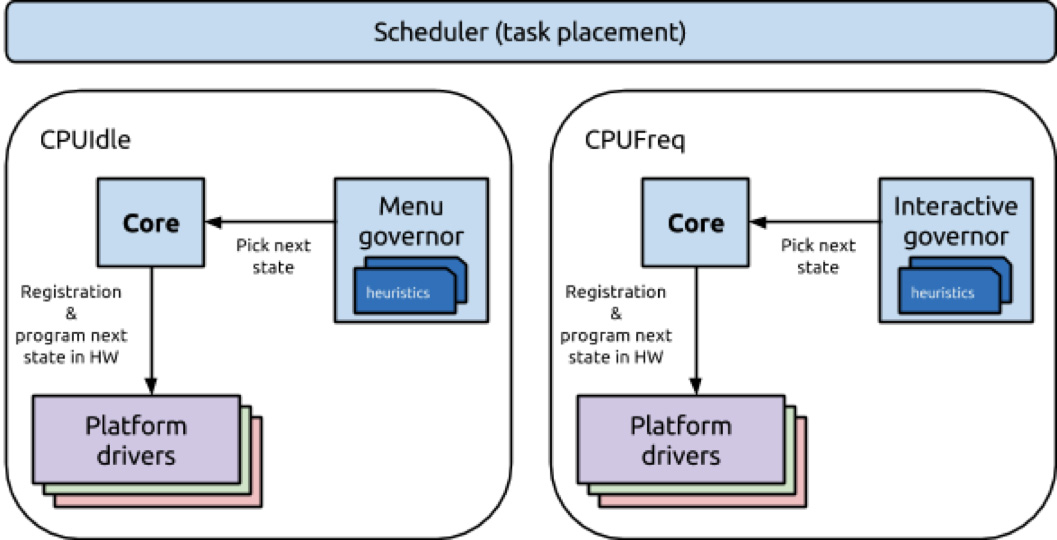 Scheduler (task placement)
CPUIdle
Core
Menu
governor
heuristics
Pick next
state
Registration
&
program next
state in HW
Platform
drivers
CPUFreq
Core
Interactive
governor
heuristics
Pick next
state
Registration
&
program next
state in HW
Platform
drivers